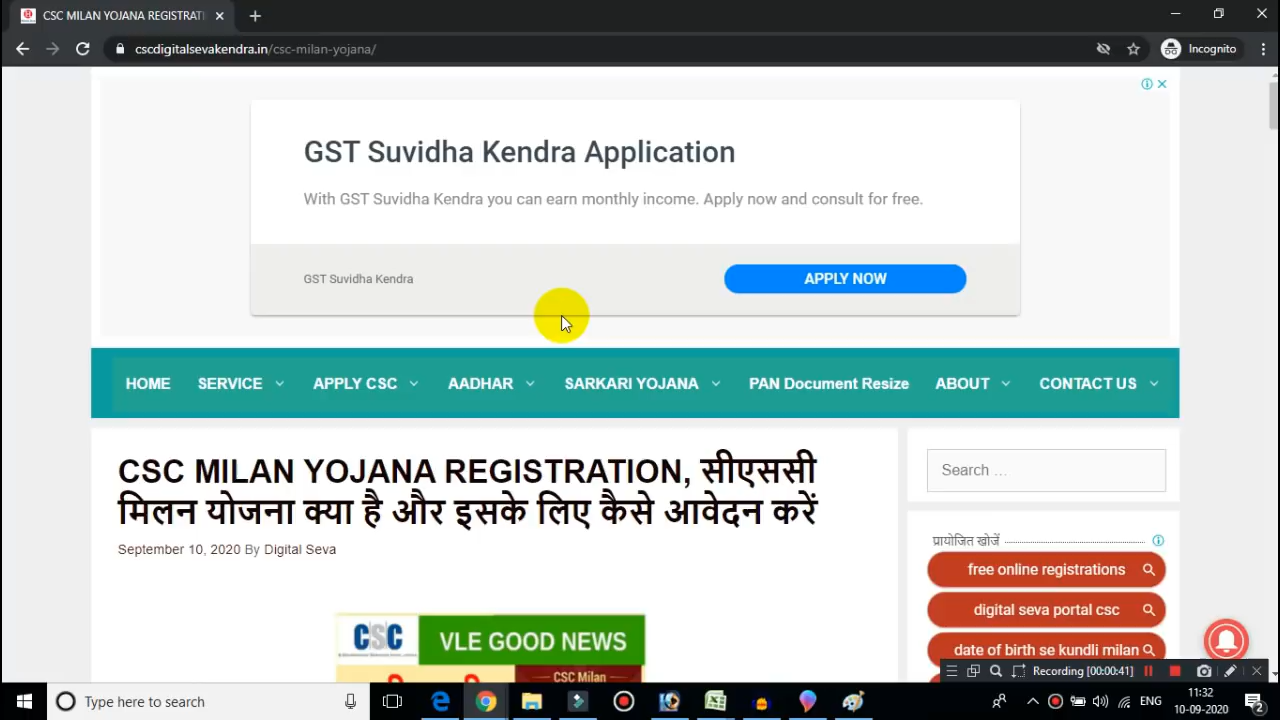 CSC MILAN YOJANA REGISTRATI
cscdigitalsevakendra.in/csc-milan-yojana/
Incognito
GST Suvidha Kendra Application
With GST Suvidha Kendra you can earn monthly income. Apply now and consult for free.
GST Suvidha Kendra
APPLY NOW
HOME SERVICE APPLY CSC AADHAR SARKARI YOJANA PAN Document Resize ABOUT CONTACT US
CSC MILAN YOJANA REGISTRATION, सीएससी
मिलन योजना क्या है और इसके लिए कैसे आवेदन करें
September 10, 2020 By Digital Seva
Search …
प्रायोजित खोजें
free online registrations
digital seva portal csc
date of birth se kundli milan
CSC
VLE GOOD NEWS
CSC Milan
Recording [00:00:41]
Type here to search
ENG
11:32
10-09-2020
2